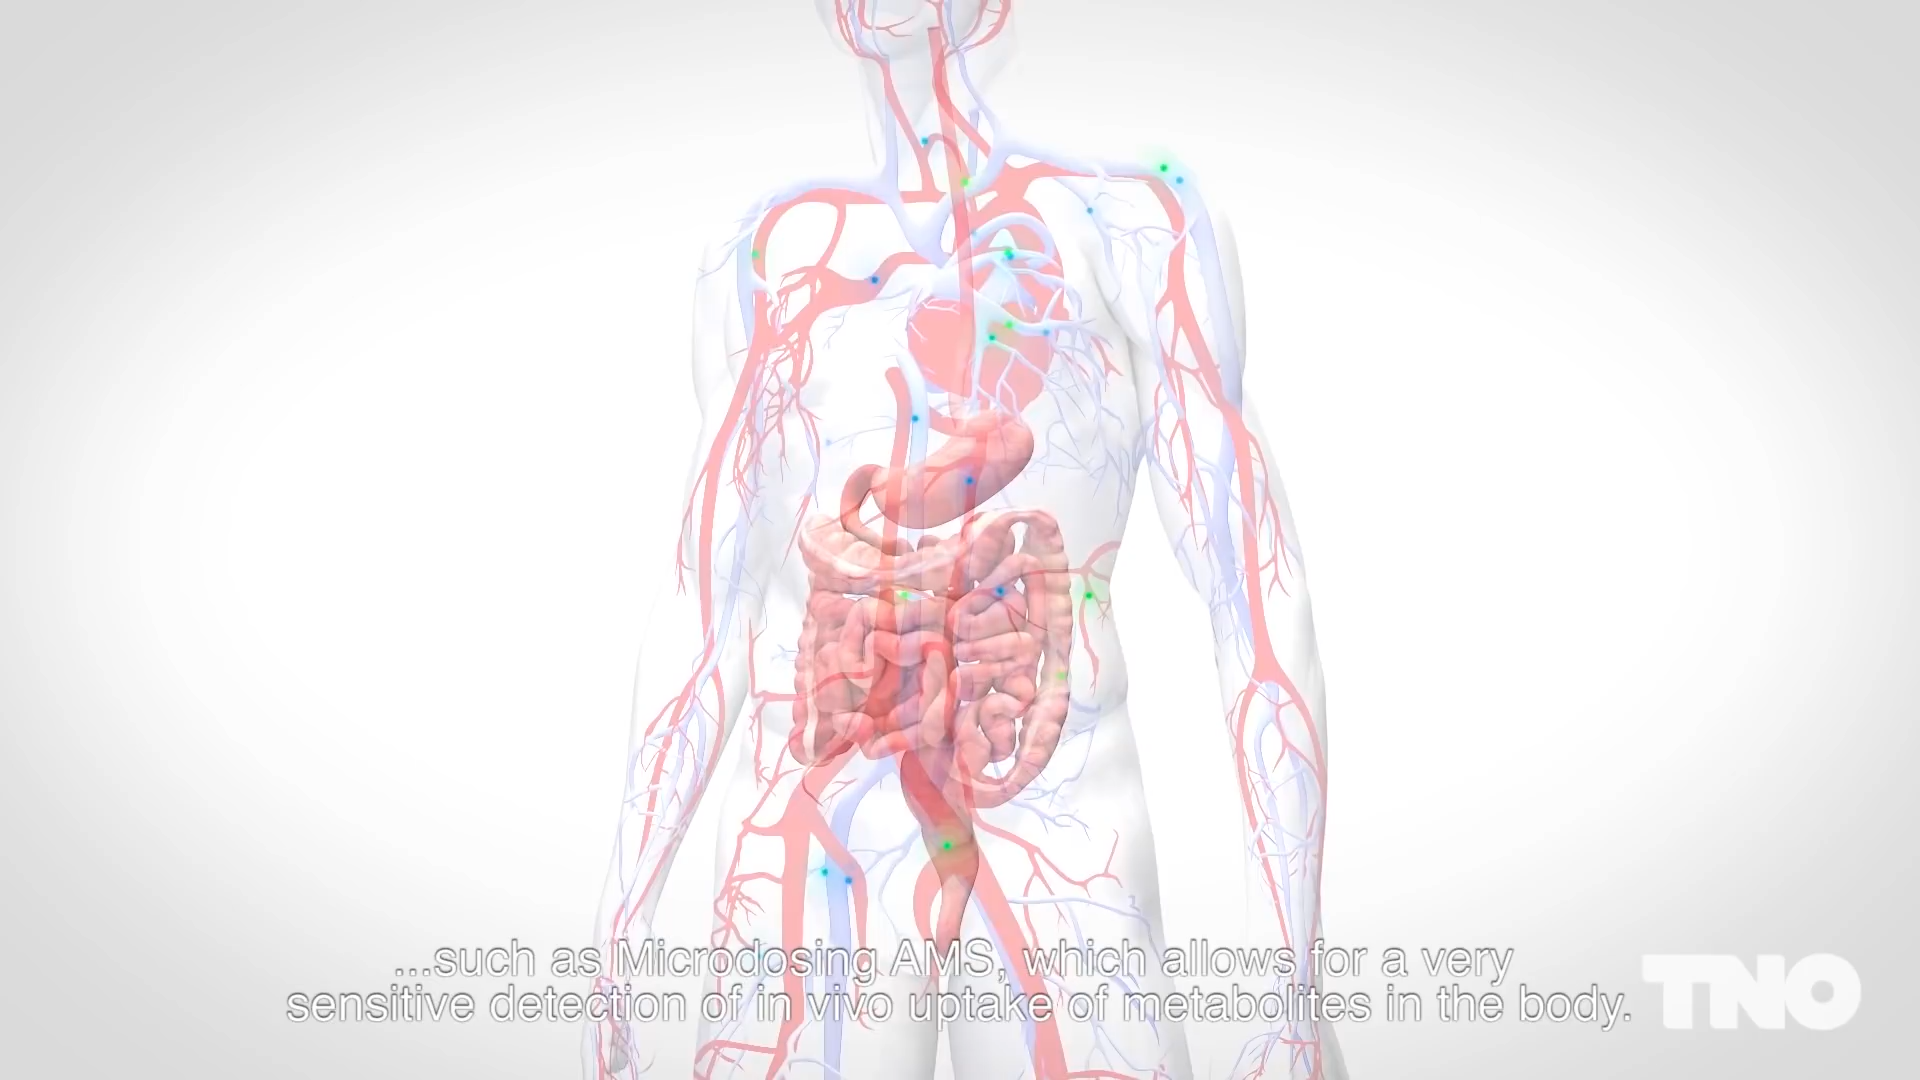 ...such as Microdosing AMS, which allows for a very
sensitive detection of in vivo uptake of metabolites in the body.
TNO